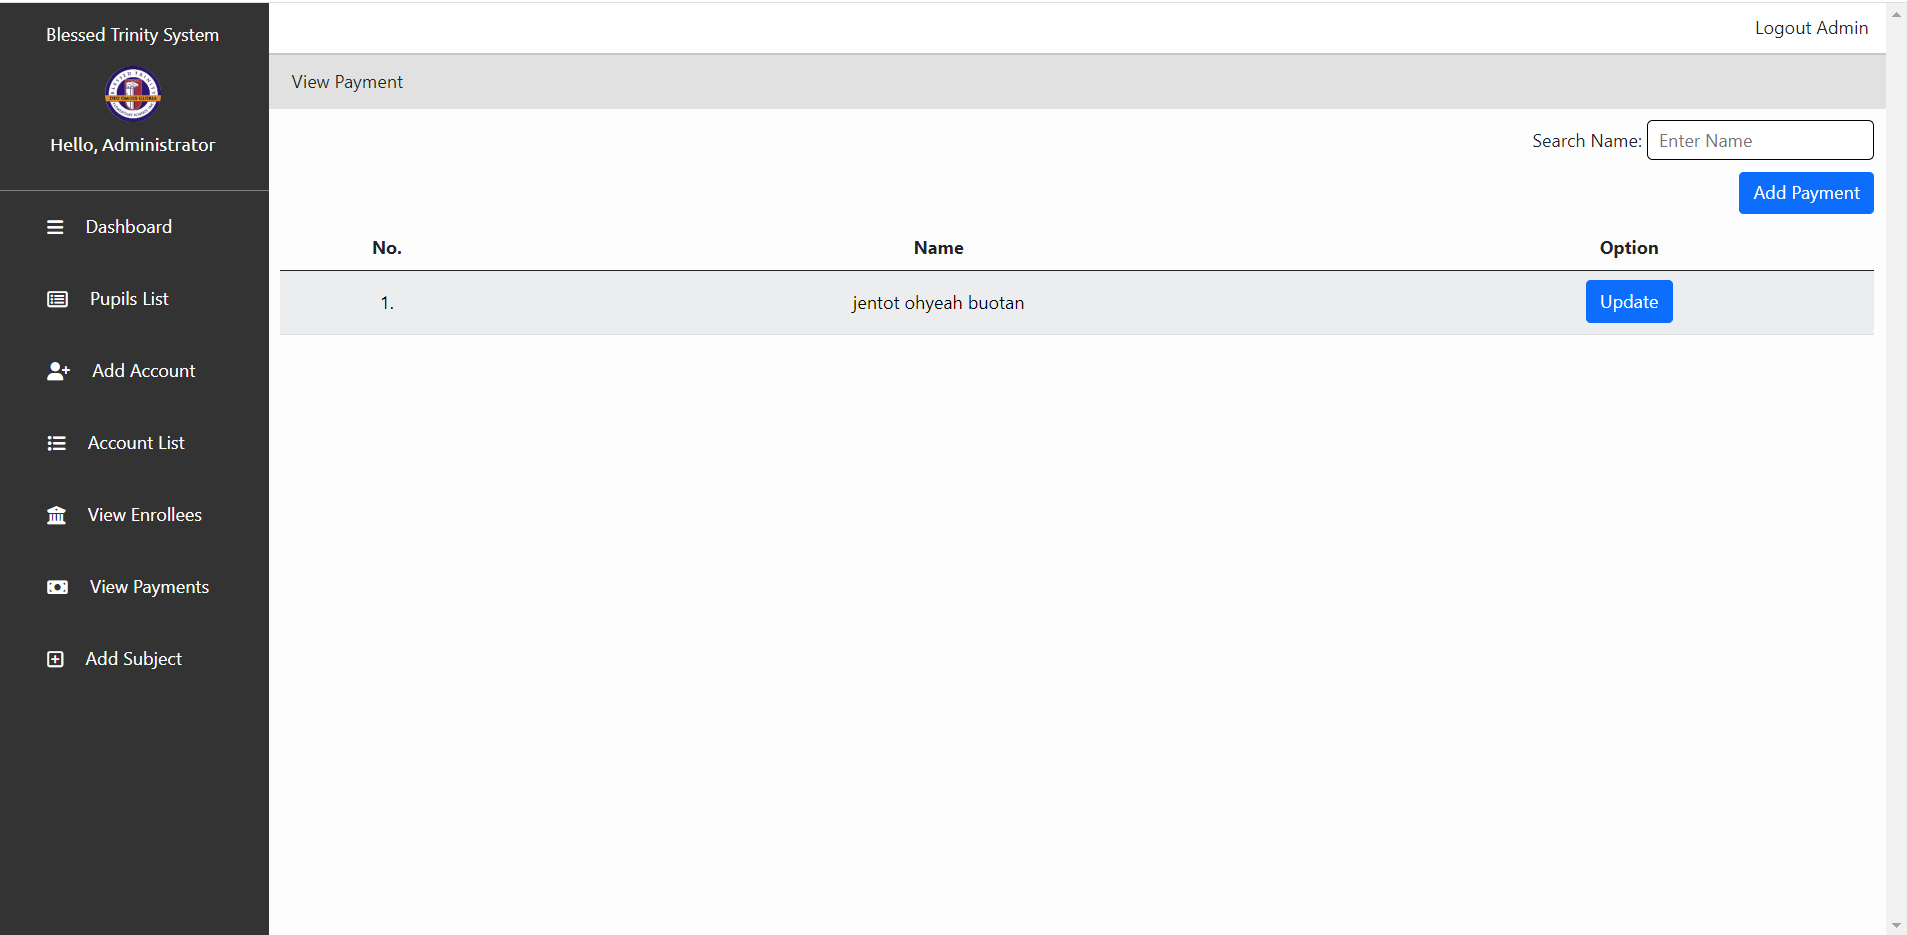 Blessed Trinity System
Hello, Administrator
Dashboard
Pupils List
Add Account
Account List
View Enrollees
View Payments
Add Subject
Logout Admin
View Payment
Search Name: Enter Name
Add Payment
No. Name Option
1. jentot ohyeah buotan Update